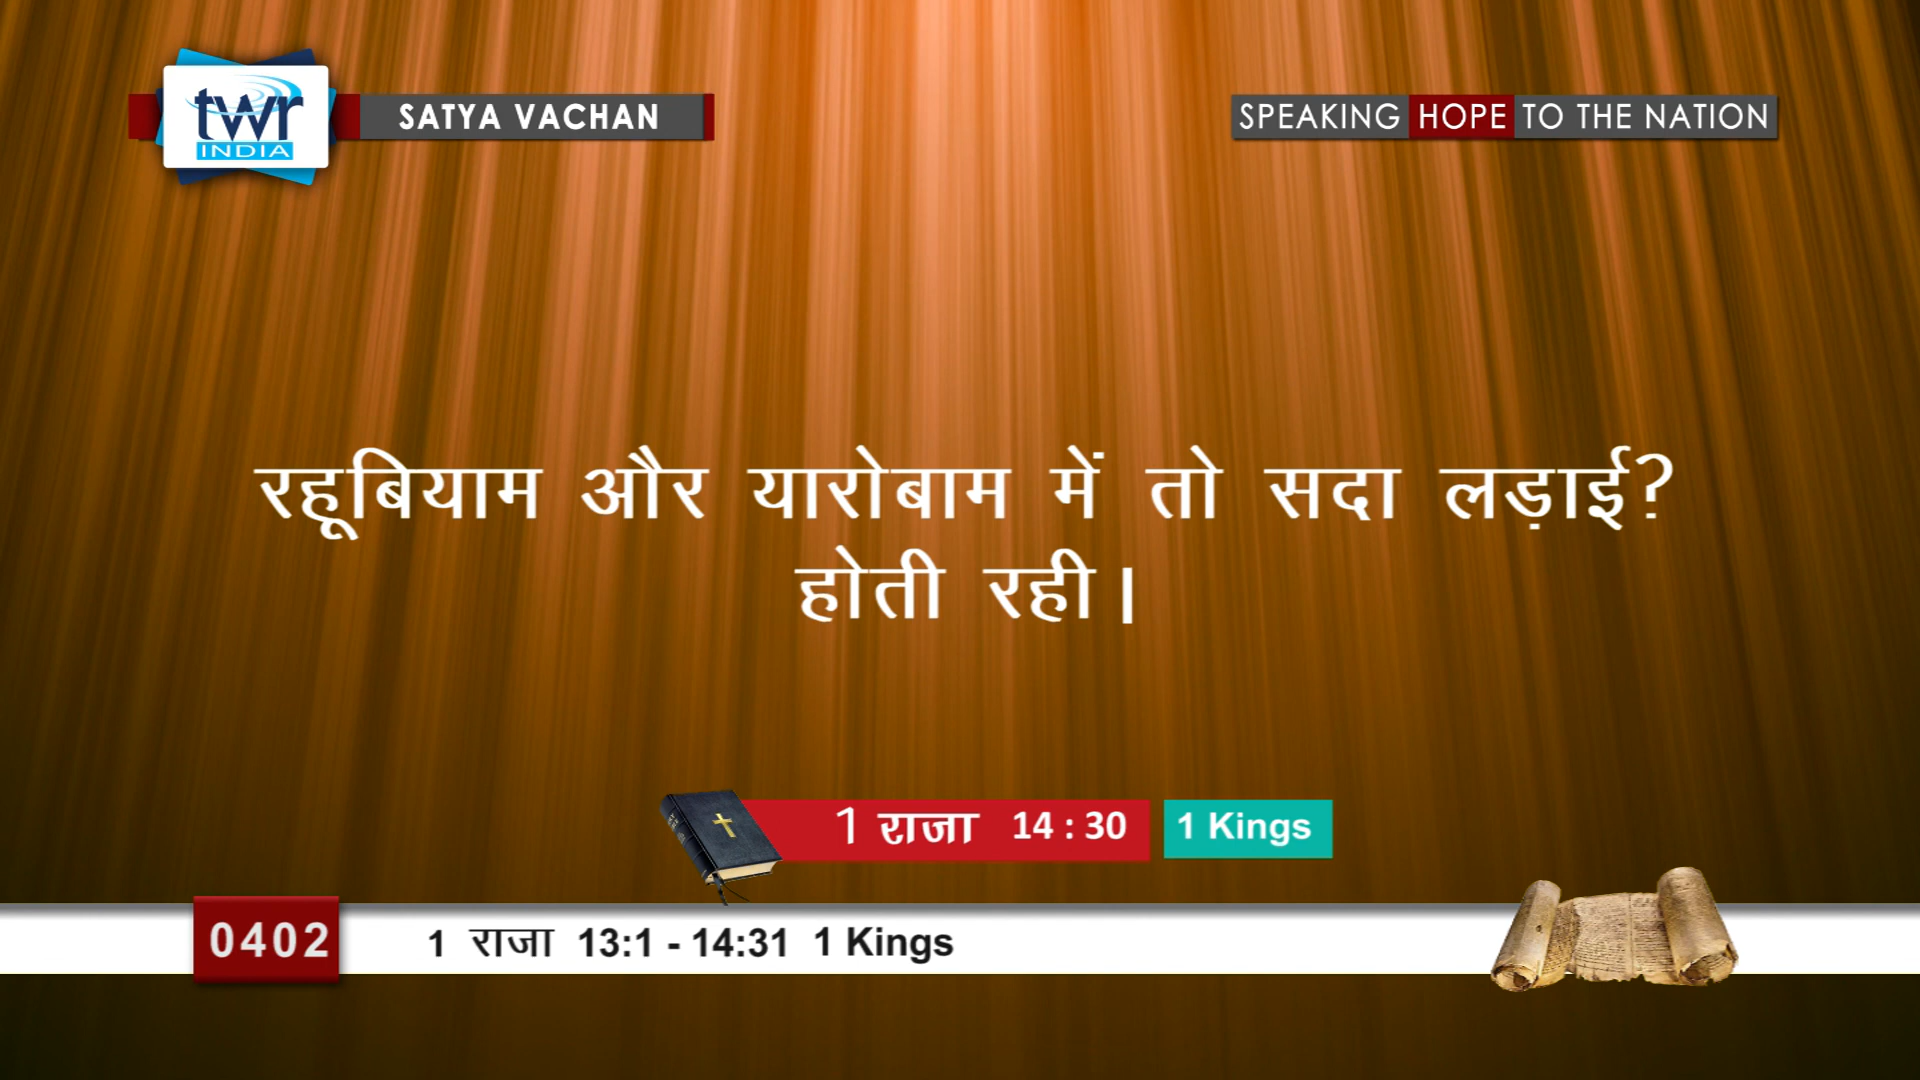 twr
INDIA
SATYA VACHAN
SPEAKING HOPE TO THE NATION
रहूबियाम और यारोबाम में तो सदा लड़ाई?
होती रही।
1 राजा 14 : 30 1 Kings
0402
1 राजा 13:1 - 14:31 1 Kings